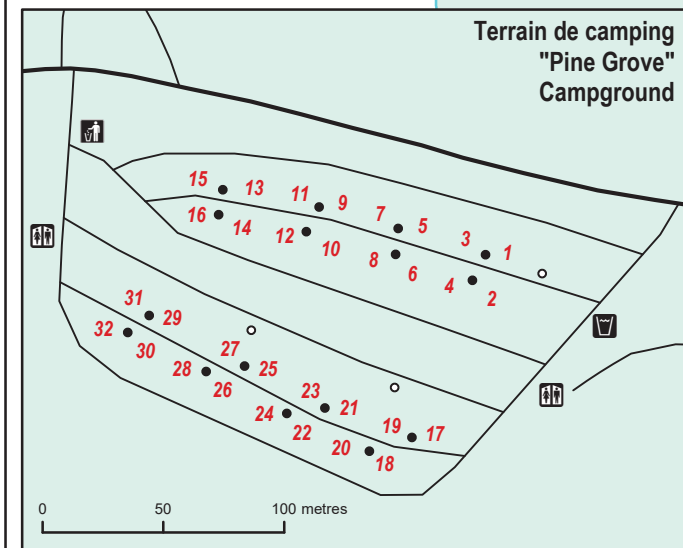 Terrain de camping
"Pine Grove"
Campground
15 13 11 9 7 5 3 1
16 14 12 10 8 6 4 2
31 29 27 25 23 21 19 17
32 30 28 26 24 22 20 18
0 50 100 metres